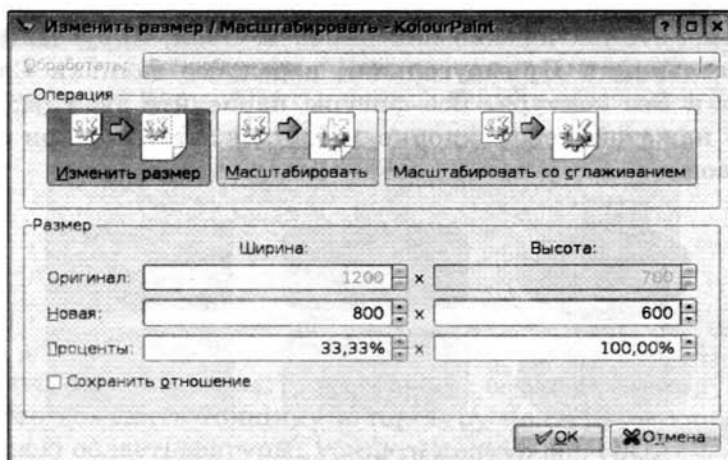 Изменить размер / Масштабировать - KolourPaint
Обработать:
Операция
Изменить размер
Масштабировать
Масштабировать со сглаживанием
Размер
Ширина:
Высота:
Оригинал: 1200 x 700
Новая: 800 x 600
Проценты: 33,33% x 100,00%
Сохранить отношение
OK
Отмена